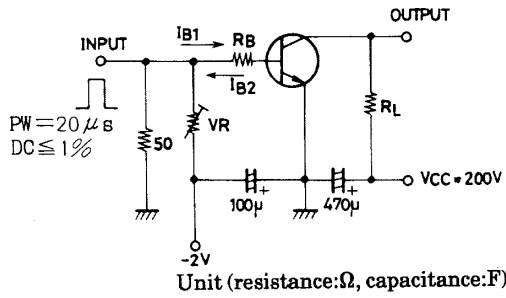 OUTPUT
INPUT
IB1
RB
IB2
PW=20μs
DC≦1%
50
VR
RL
100μ
+
470μ
+
VCC=200V
-2V
Unit (resistance:Ω, capacitance:F)